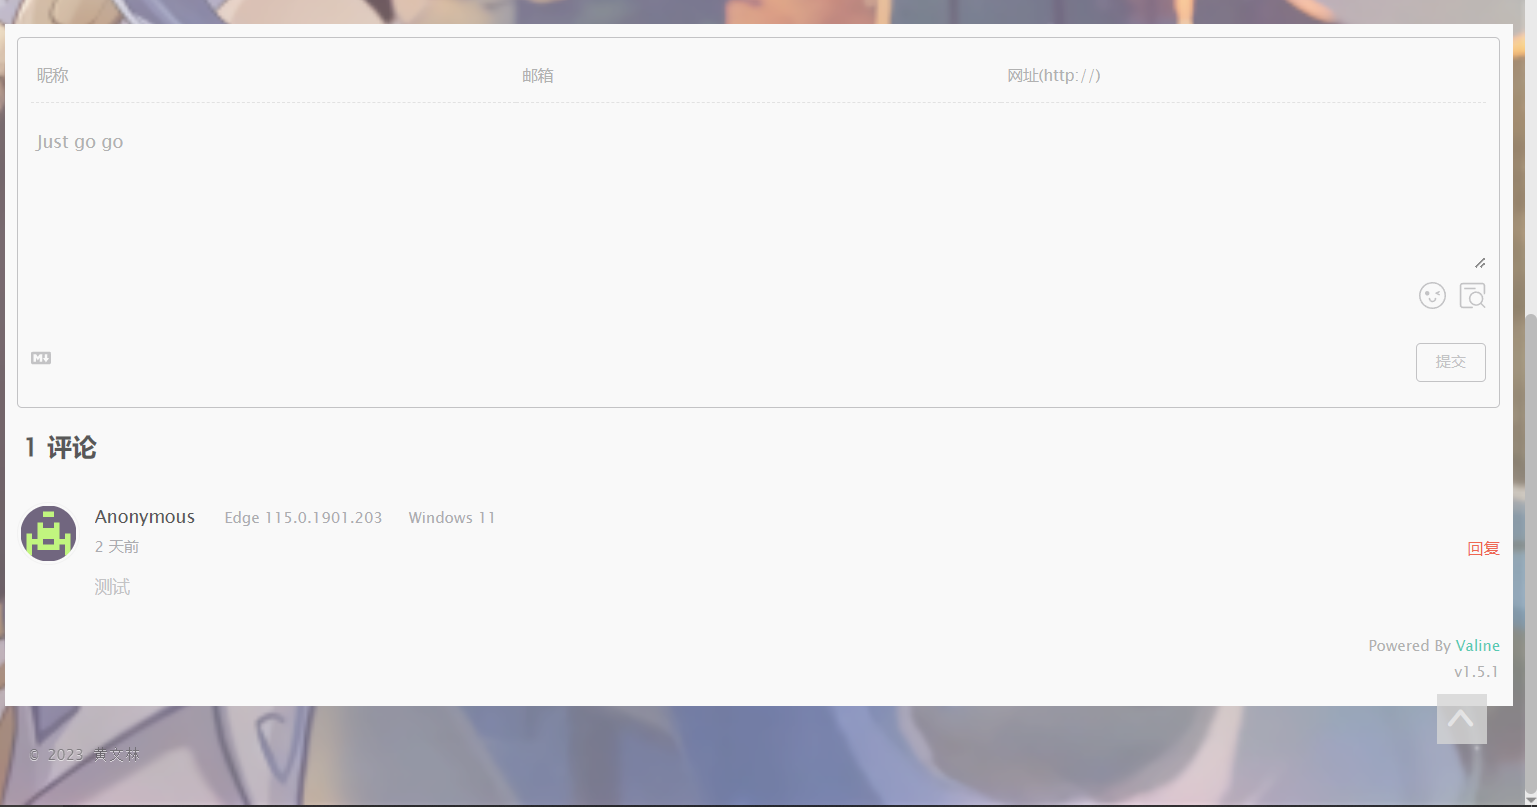 昵称 邮箱 网址(http://)
Just go go
M↓
提交
1 评论
Anonymous Edge 115.0.1901.203 Windows 11
2 天前
回复
测试
Powered By Valine
v1.5.1
© 2023 黄文林